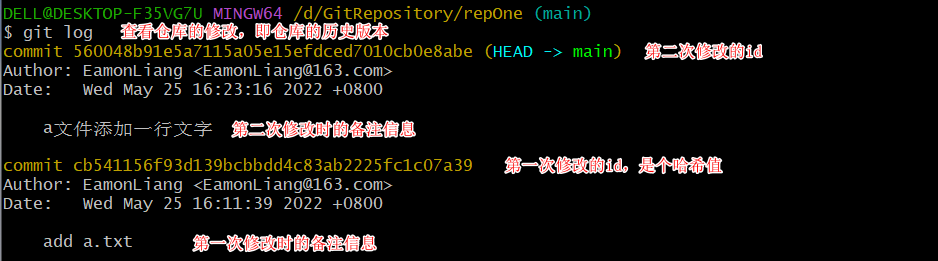 DELL@DESKTOP-F35VG7U MINGW64 /d/GitRepository/repOne (main)
$ git log 查看仓库的修改，即仓库的历史版本
commit 560048b91e5a7115a05e15efdced7010cb0e8abe (HEAD -> main) 第二次修改的id
Author: EamonLiang <EamonLiang@163.com>
Date:   Wed May 25 16:23:16 2022 +0800
a文件添加一行文字 第二次修改时的备注信息
commit cb541156f93d139bcbbdd4c83ab2225fc1c07a39 第一次修改的id，是个哈希值
Author: EamonLiang <EamonLiang@163.com>
Date:   Wed May 25 16:11:39 2022 +0800
add a.txt 第一次修改时的备注信息